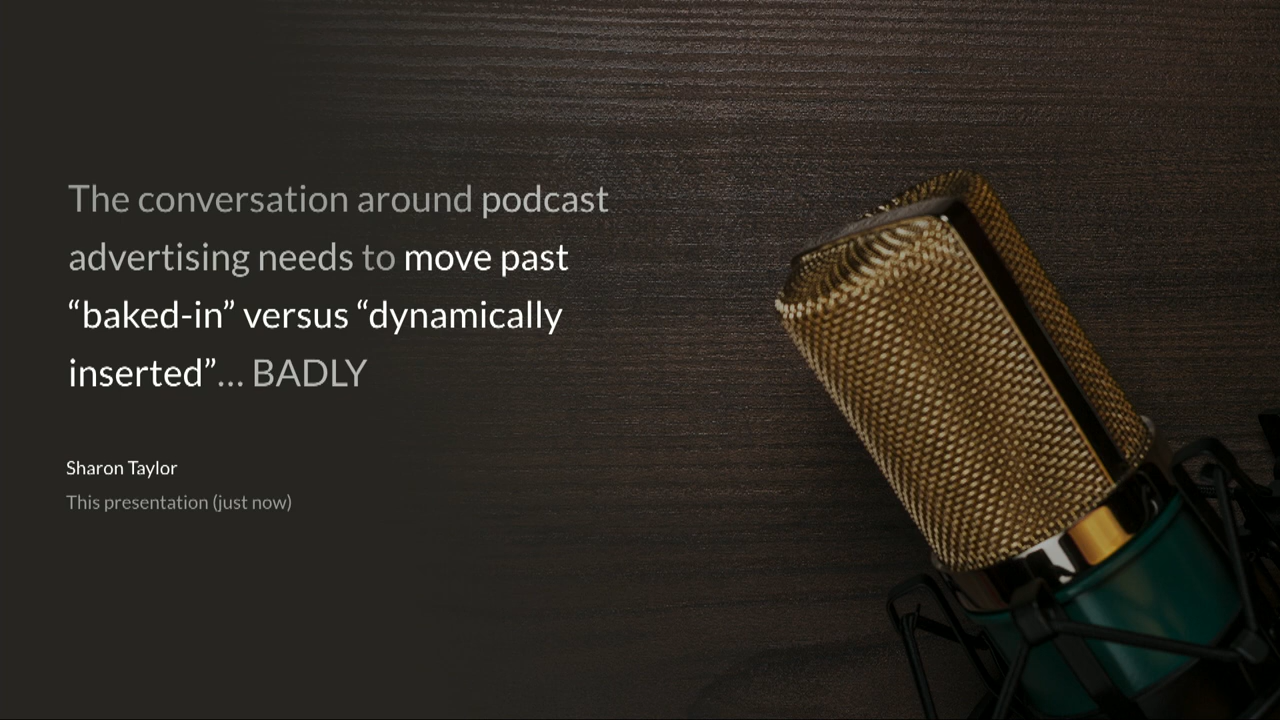 The conversation around podcast
advertising needs to move past
“baked-in” versus “dynamically
inserted”... BADLY
Sharon Taylor
This presentation (just now)